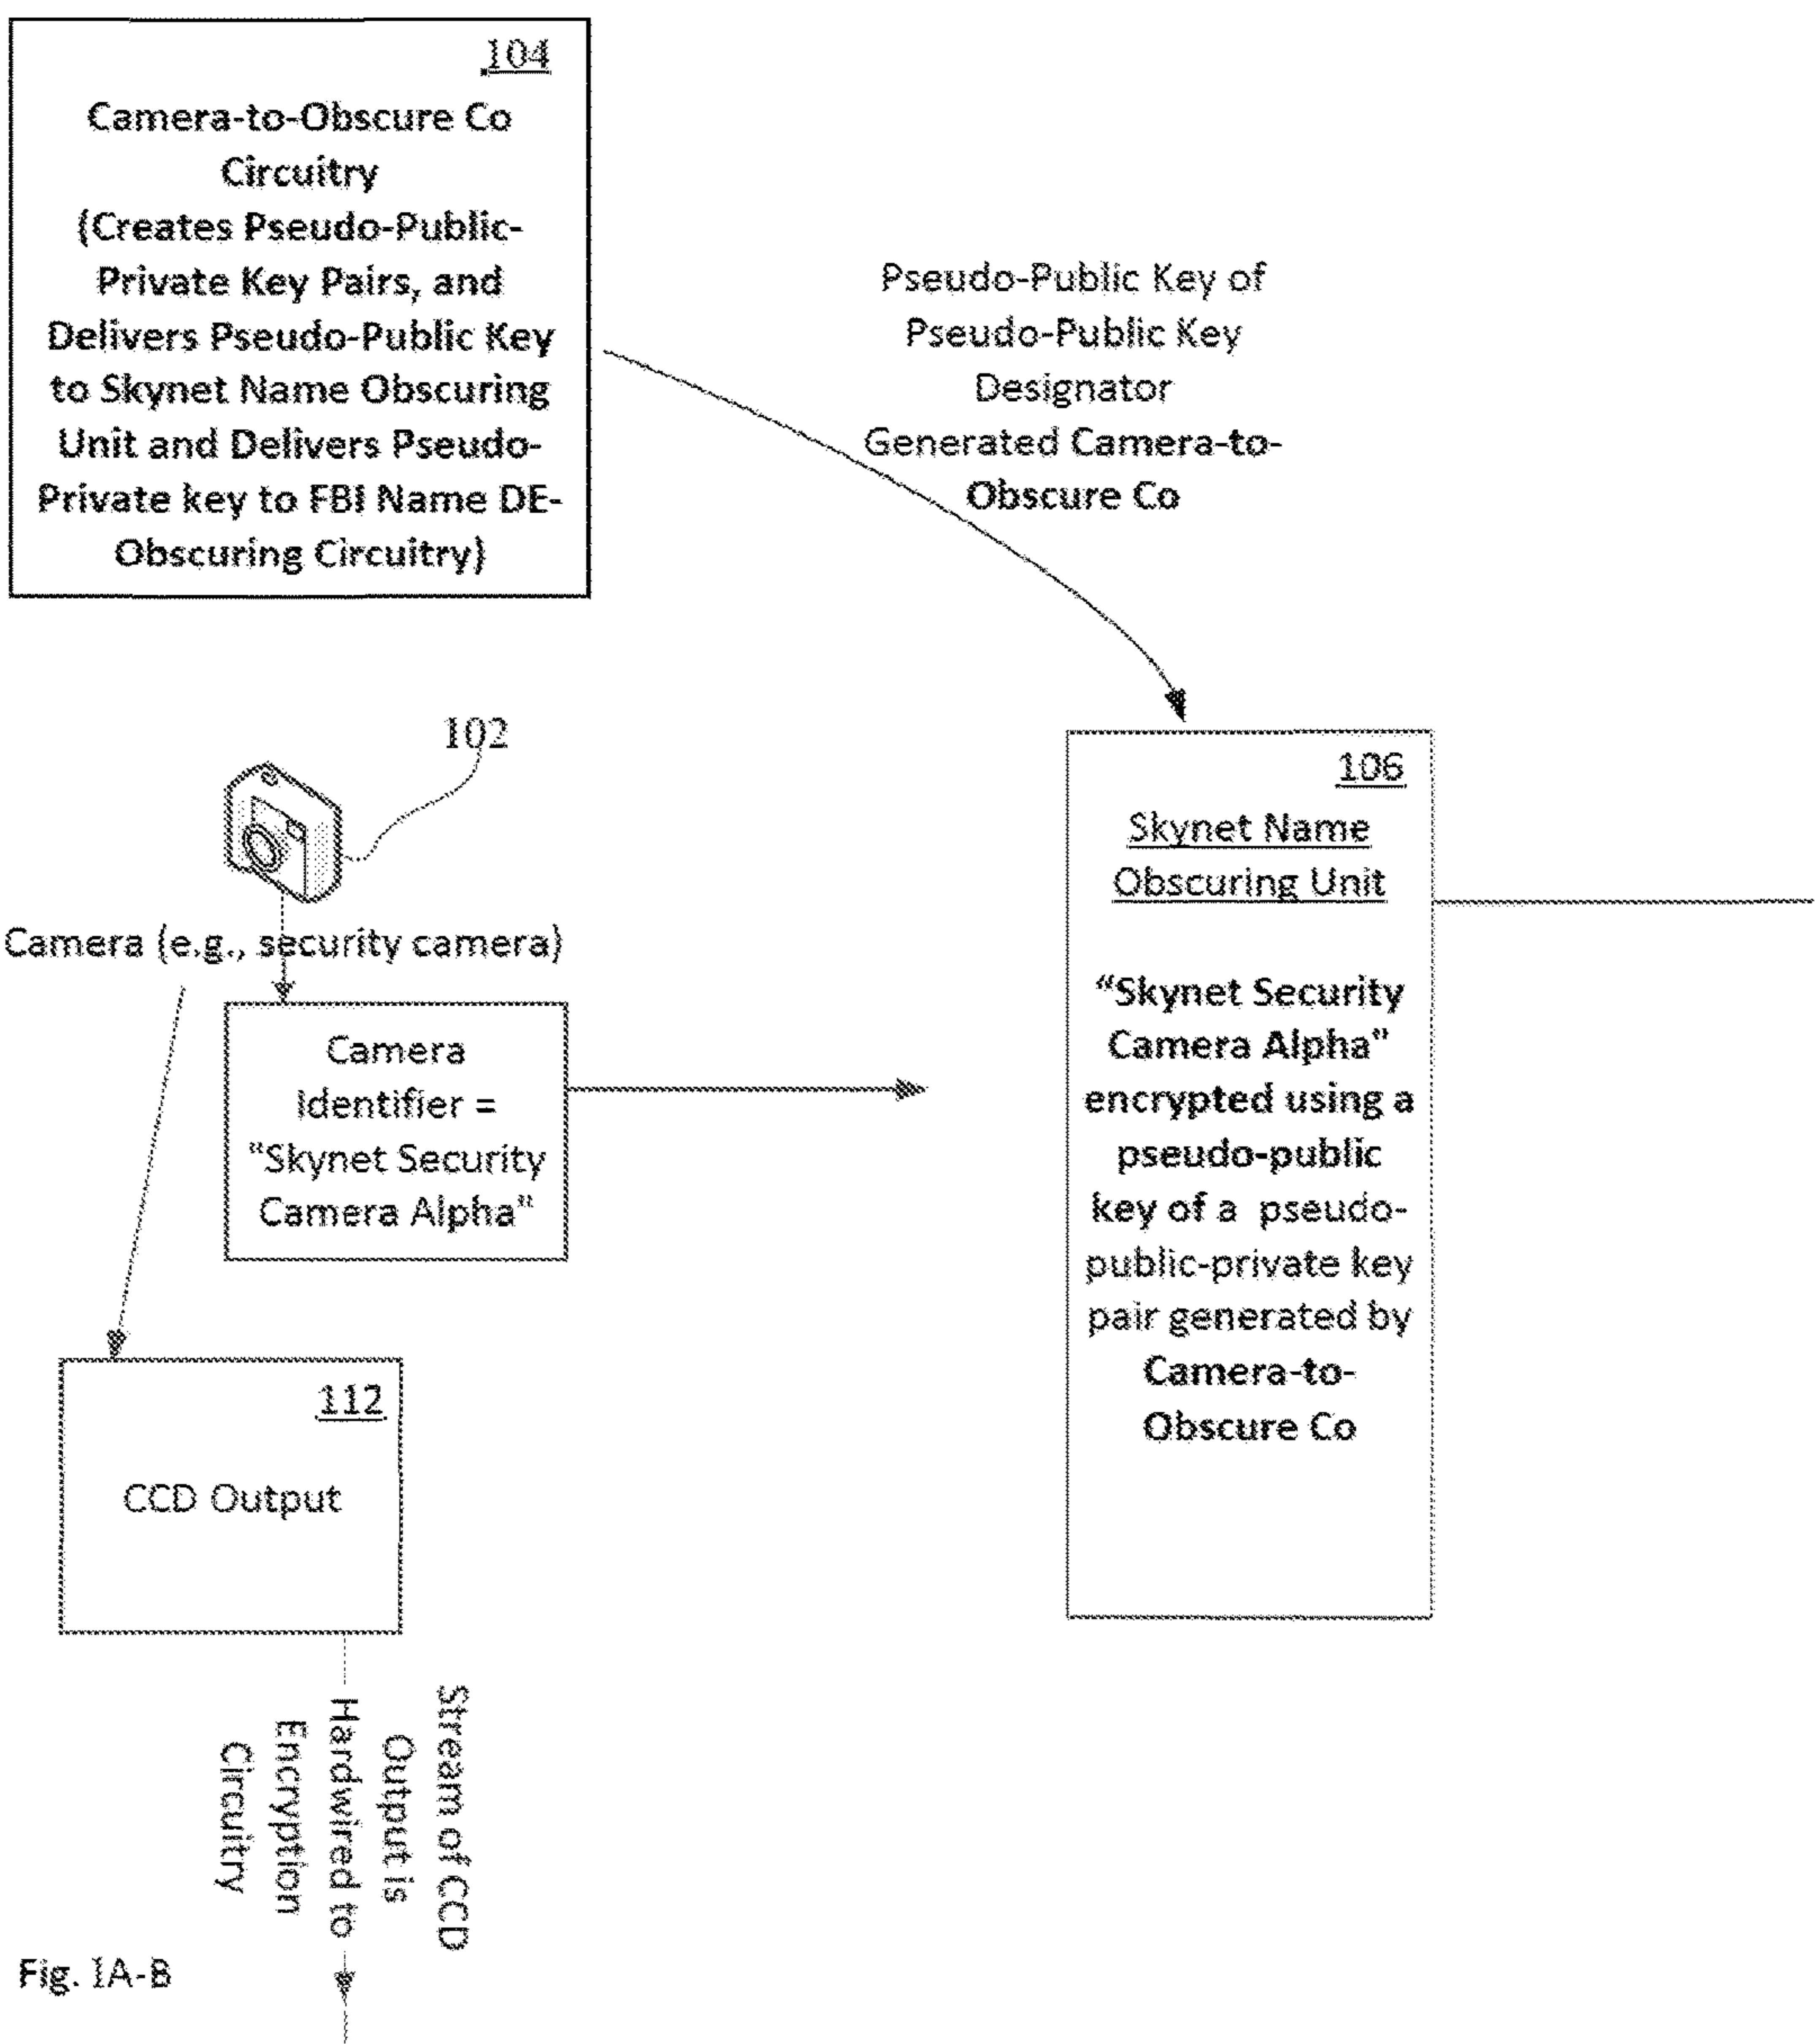 104
Camera-to-Obscure Co
Circuitry
(Creates Pseudo-Public-
Private Key Pairs, and
Delivers Pseudo-Public Key
to Skynet Name Obscuring
Unit and Delivers Pseudo-
Private key to FBI Name DE-
Obscuring Circuitry)
Pseudo-Public Key of
Pseudo-Public Key
Designator
Generated Camera-to-
Obscure Co
102
Camera (e.g., security camera)
Camera
Identifier =
"Skynet Security
Camera Alpha"
106
Skynet Name
Obscuring Unit
“Skynet Security
Camera Alpha"
encrypted using a
pseudo-public
key of a pseudo-
public-private key
pair generated by
Camera-to-
Obscure Co
112
CCD Output
Stream of CCD
Output is
Hardwired to
Encryption
Circuitry
Fig. 1A-B